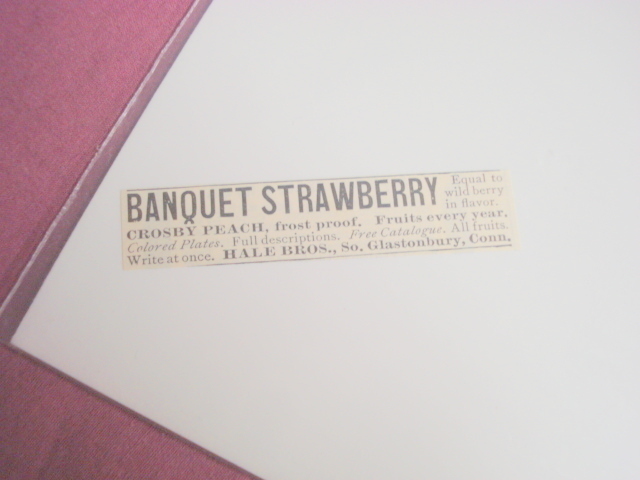 BANQUET STRAWBERRY
Equal to
wild berry
in flavor.
CROSBY PEACH, frost proof. Fruits every year.
Colored Plates. Full descriptions. Free Catalogue. All fruits.
Write at once. HALE BROS., So. Glastonbury, Conn.